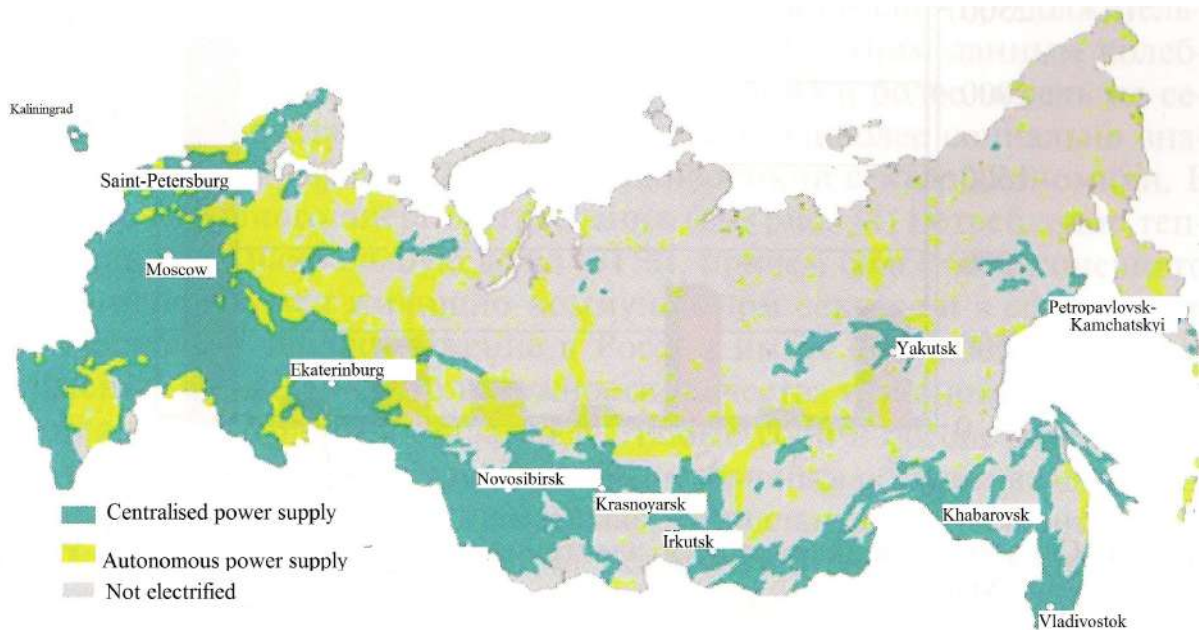 Kaliningrad
Saint-Petersburg
Moscow
Ekaterinburg
Novosibirsk
Krasnoyarsk
Irkutsk
Yakutsk
Petropavlovsk-
Kamchatskyi
Khabarovsk
Vladivostok
Centralised power supply
Autonomous power supply
Not electrified